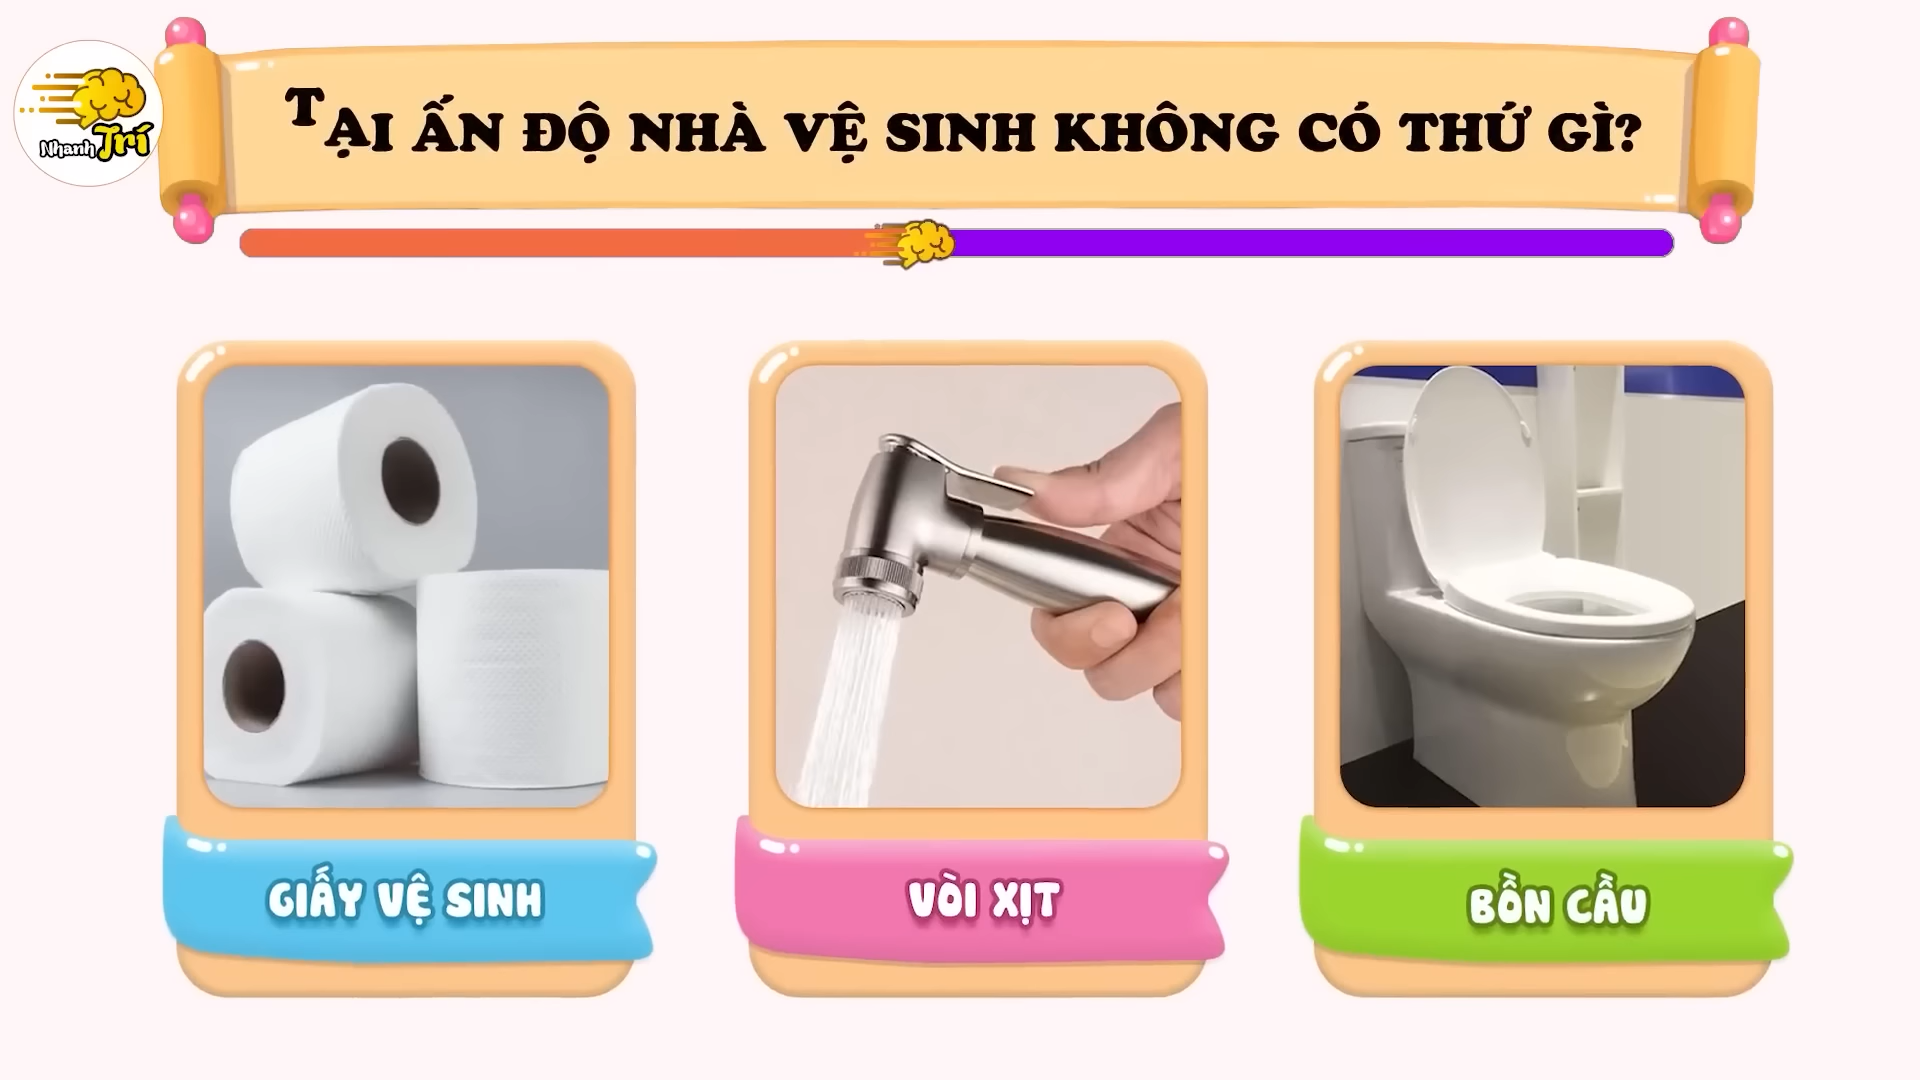 Nhanh Trí
TẠI ẤN ĐỘ NHÀ VỆ SINH KHÔNG CÓ THỨ GÌ?
GIẤY VỆ SINH
VÒI XỊT
BỒN CẦU